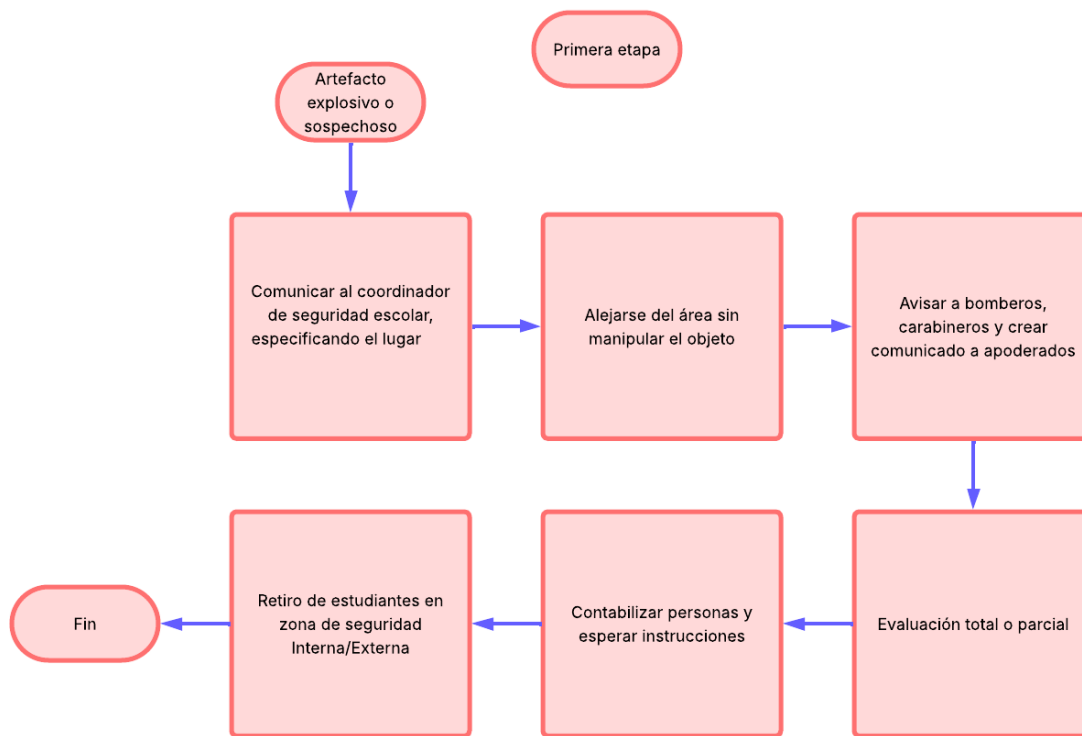 Primera etapa
Artefacto
explosivo o
sospechoso
Comunicar al coordinador
de seguridad escolar,
especificando el lugar
Alejarse del área sin
manipular el objeto
Avisar a bomberos,
carabineros y crear
comunicado a apoderados
Evaluación total o parcial
Contabilizar personas y
esperar instrucciones
Retiro de estudiantes en
zona de seguridad
Interna/Externa
Fin